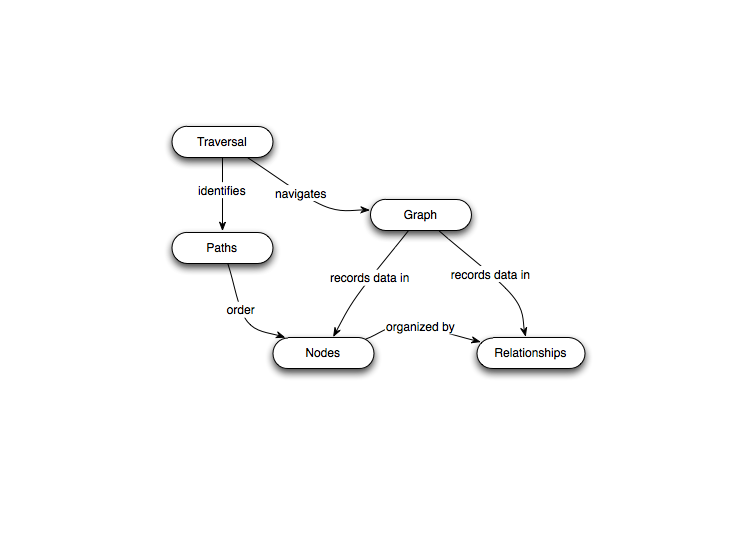 Traversal
identifies
navigates
Graph
Paths
records data in
records data in
order
organized by
Nodes
Relationships